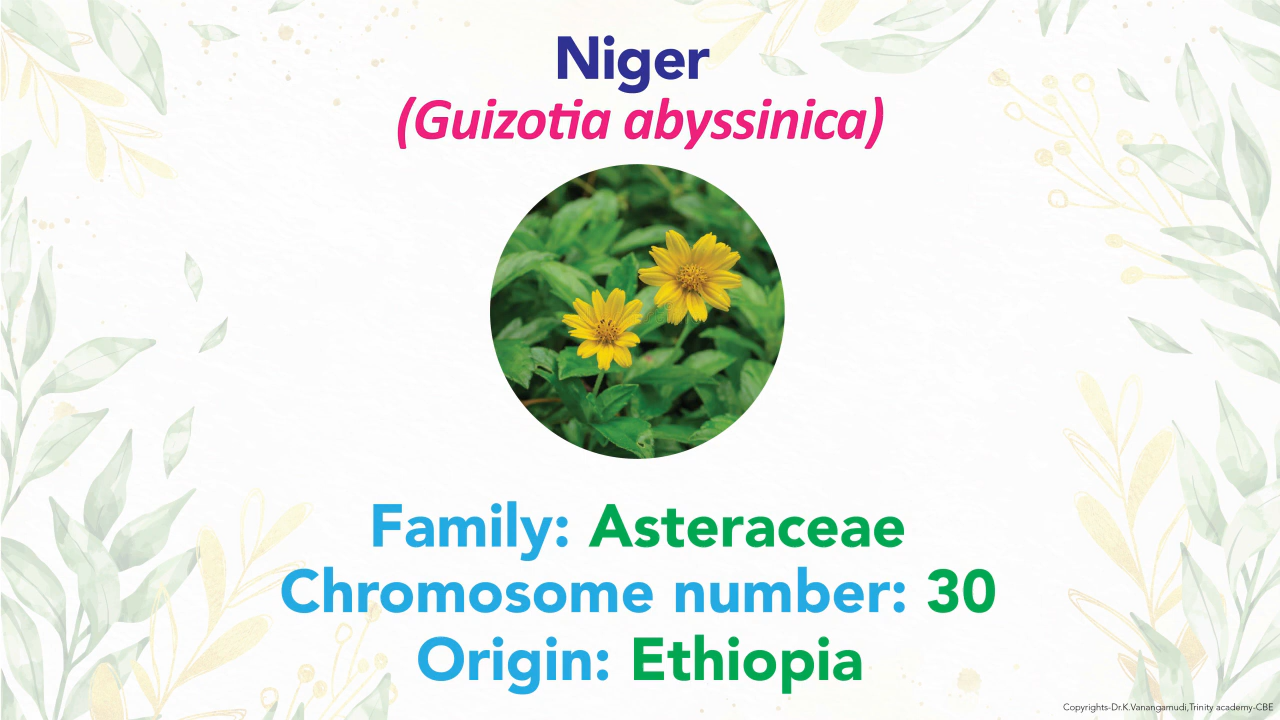 Niger
(Guizotia abyssinica)
Family: Asteraceae
Chromosome number: 30
Origin: Ethiopia
Copyrights-Dr.K.Vanangamudi,Trinity academy-CBE